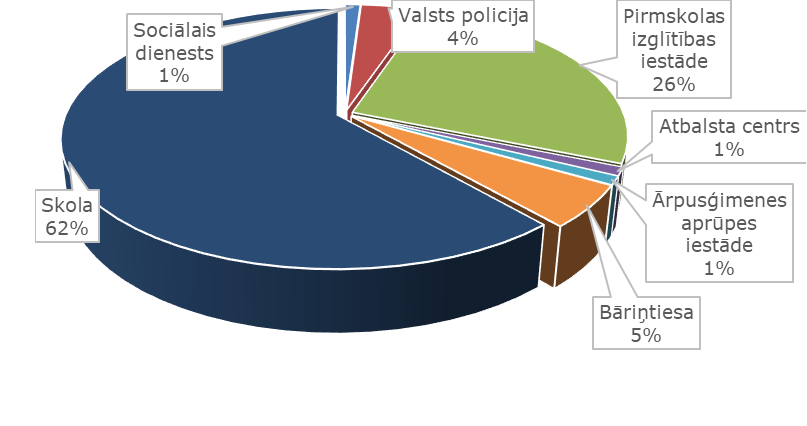 Sociālais
dienests
1%
Valsts policija
4%
Pirmskolas
izglītības
iestāde
26%
Atbalsta centrs
1%
Ārpusģimenes
aprūpes
iestāde
1%
Bāriņtiesa
5%
Skola
62%